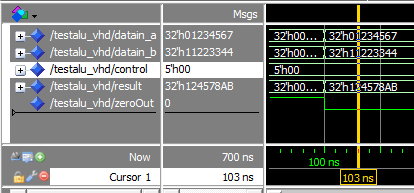 Msgs
/testalu_vhd/datain_a 32'h01234567 32'h00... 32'h01234567
/testalu_vhd/datain_b 32'h11223344 32'h00... 32'h11223344
/testalu_vhd/control 5'h00 5'h00
/testalu_vhd/result 32'h124578AB 32'h00... 32'h124578AB
/testalu_vhd/zeroOut 0
Now 700 ns 100 ns
Cursor 1 103 ns 103 ns